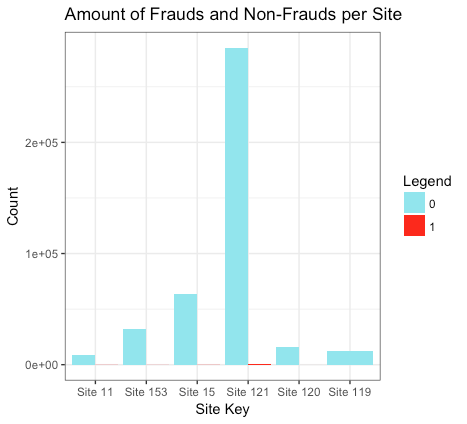 Amount of Frauds and Non-Frauds per Site
2e+05
1e+05
0e+00
Count
Site 11 Site 153 Site 15 Site 121 Site 120 Site 119
Site Key
Legend
0
1